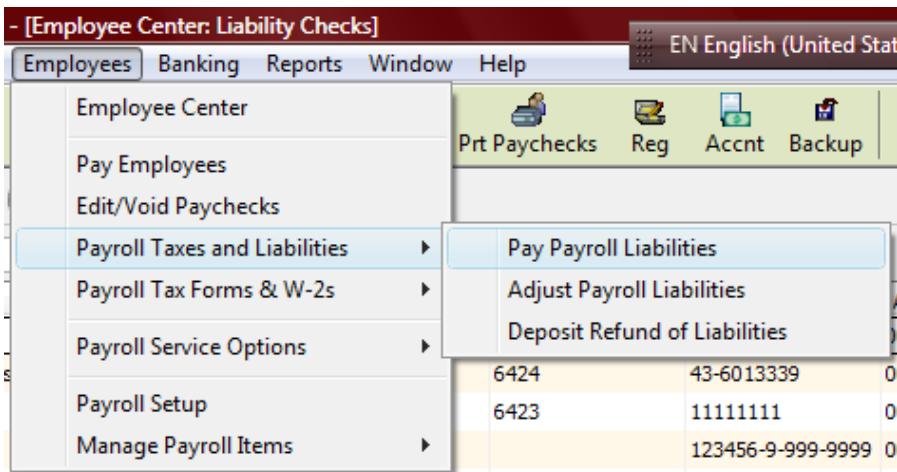 - [Employee Center: Liability Checks]
EN English (United Stat
Employees Banking Reports Window Help
Prt Paychecks Reg Accnt Backup
Employee Center
Pay Employees
Edit/Void Paychecks
Payroll Taxes and Liabilities
Payroll Tax Forms & W-2s
Payroll Service Options
Payroll Setup
Manage Payroll Items
Pay Payroll Liabilities
Adjust Payroll Liabilities
Deposit Refund of Liabilities
6424 43-6013339 0
6423 11111111 0
123456-9-999-9999 0